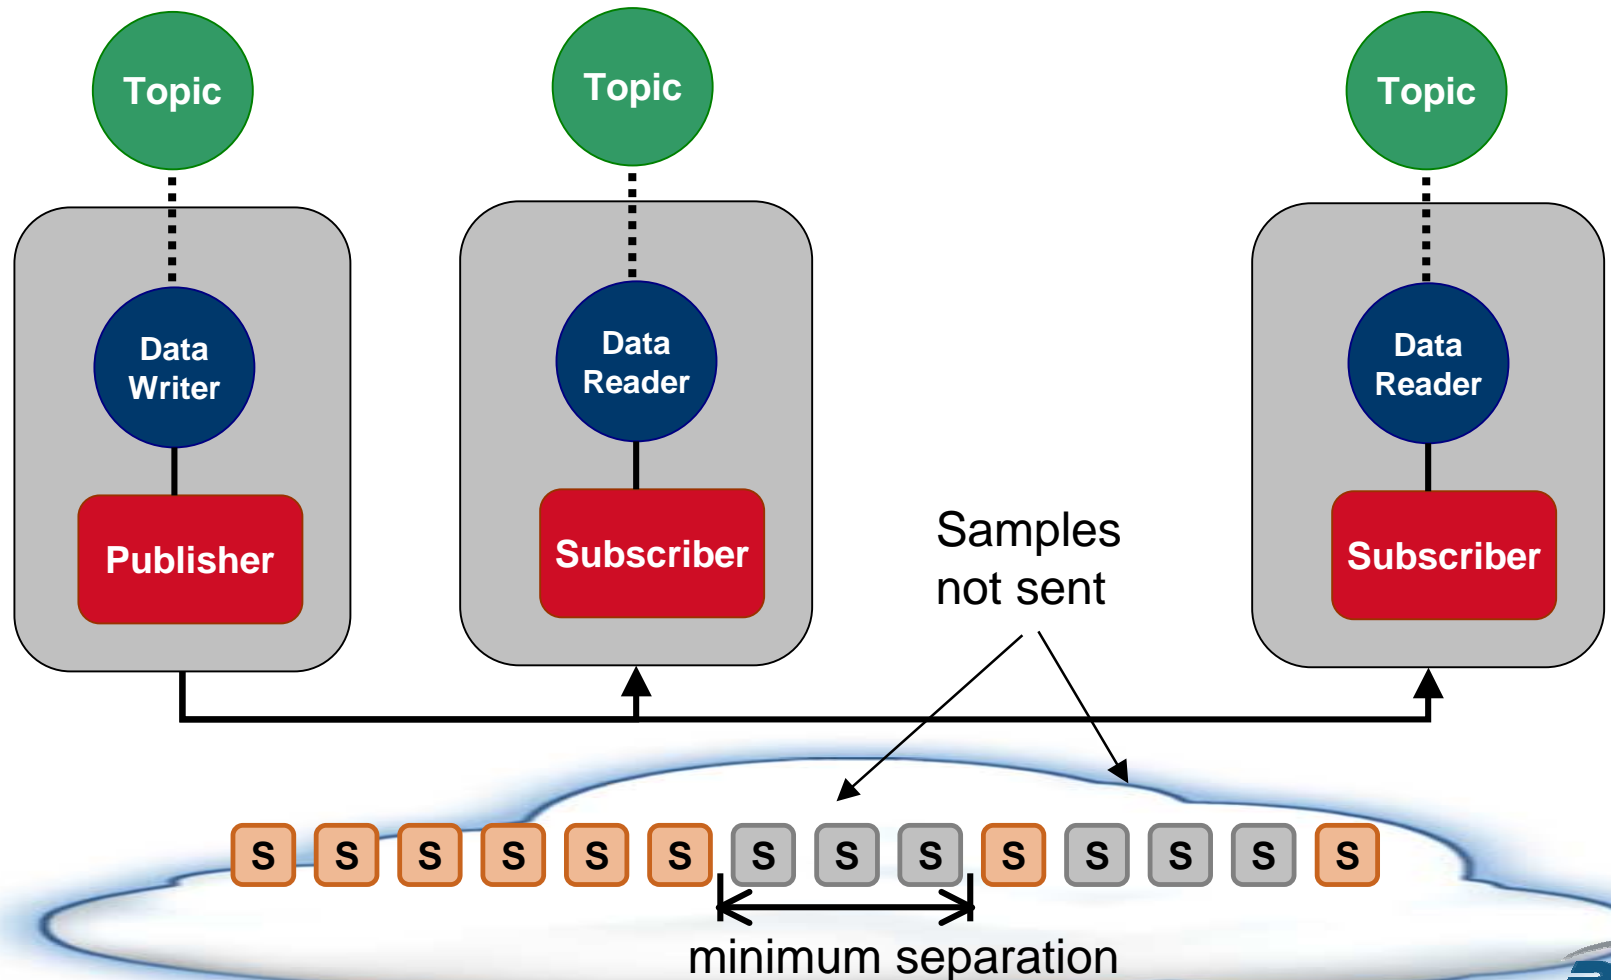 Topic
Topic
Topic
Data
Writer
Data
Reader
Data
Reader
Publisher
Subscriber
Subscriber
Samples
not sent
S S S S S S S S S S S S S S
minimum separation